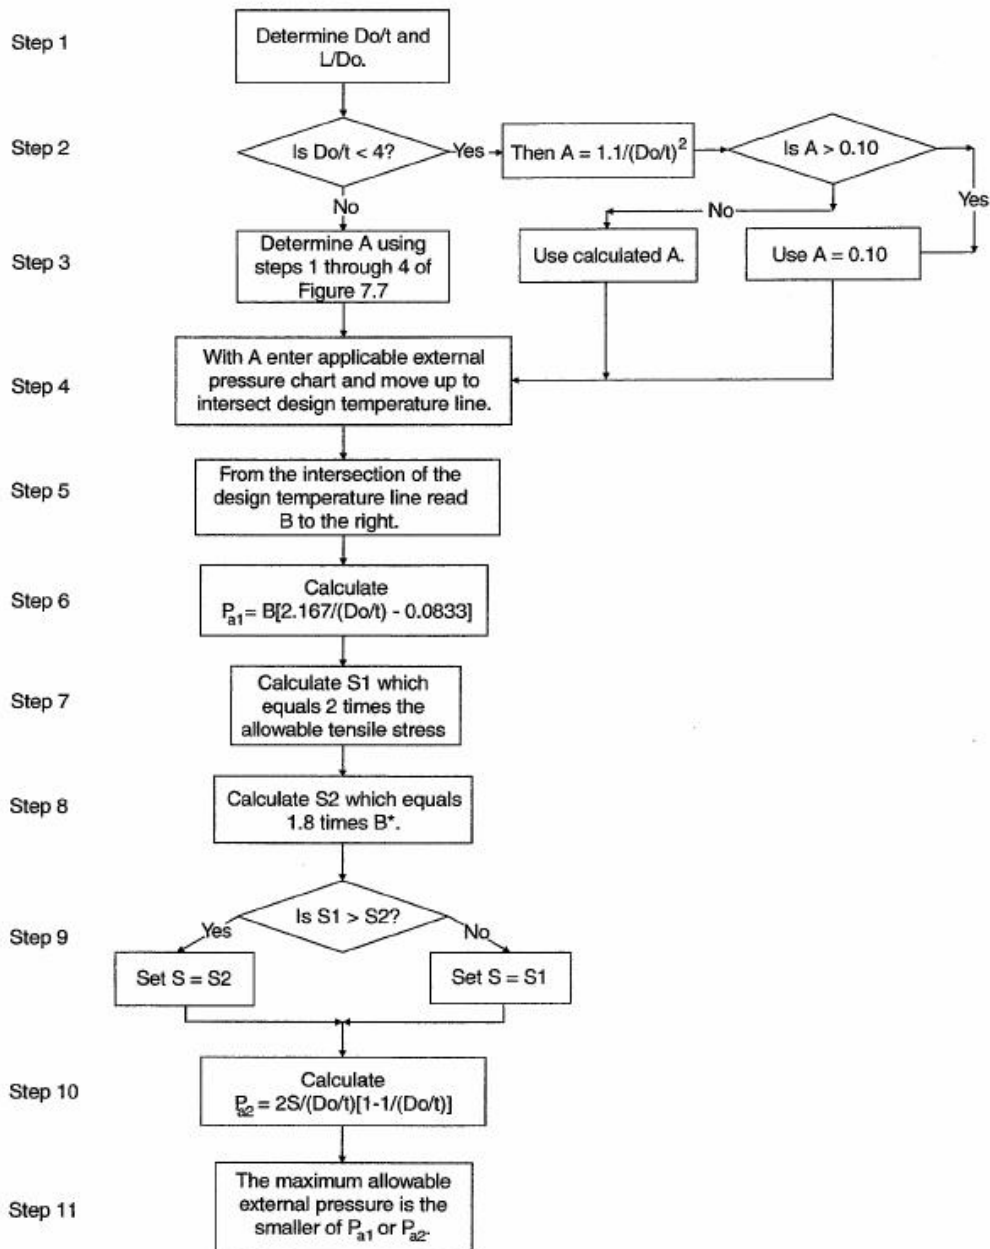 Step 1
Determine Do/t and
L/Do.
Step 2
Is Do/t < 4?
Yes
Then A = 1.1/(Do/t)²
Is A > 0.10
Yes
No
No
Step 3
Determine A using
steps 1 through 4 of
Figure 7.7
Use calculated A.
Use A = 0.10
Step 4
With A enter applicable external
pressure chart and move up to
intersect design temperature line.
Step 5
From the intersection of the
design temperature line read
B to the right.
Step 6
Calculate
Pa1 = B[2.167/(Do/t) - 0.0833]
Step 7
Calculate S1 which
equals 2 times the
allowable tensile stress
Step 8
Calculate S2 which equals
1.8 times B*.
Step 9
Is S1 > S2?
Yes
No
Set S = S2
Set S = S1
Step 10
Calculate
Pa2 = 2S/(Do/t)[1-1/(Do/t)]
Step 11
The maximum allowable
external pressure is the
smaller of Pa1 or Pa2.